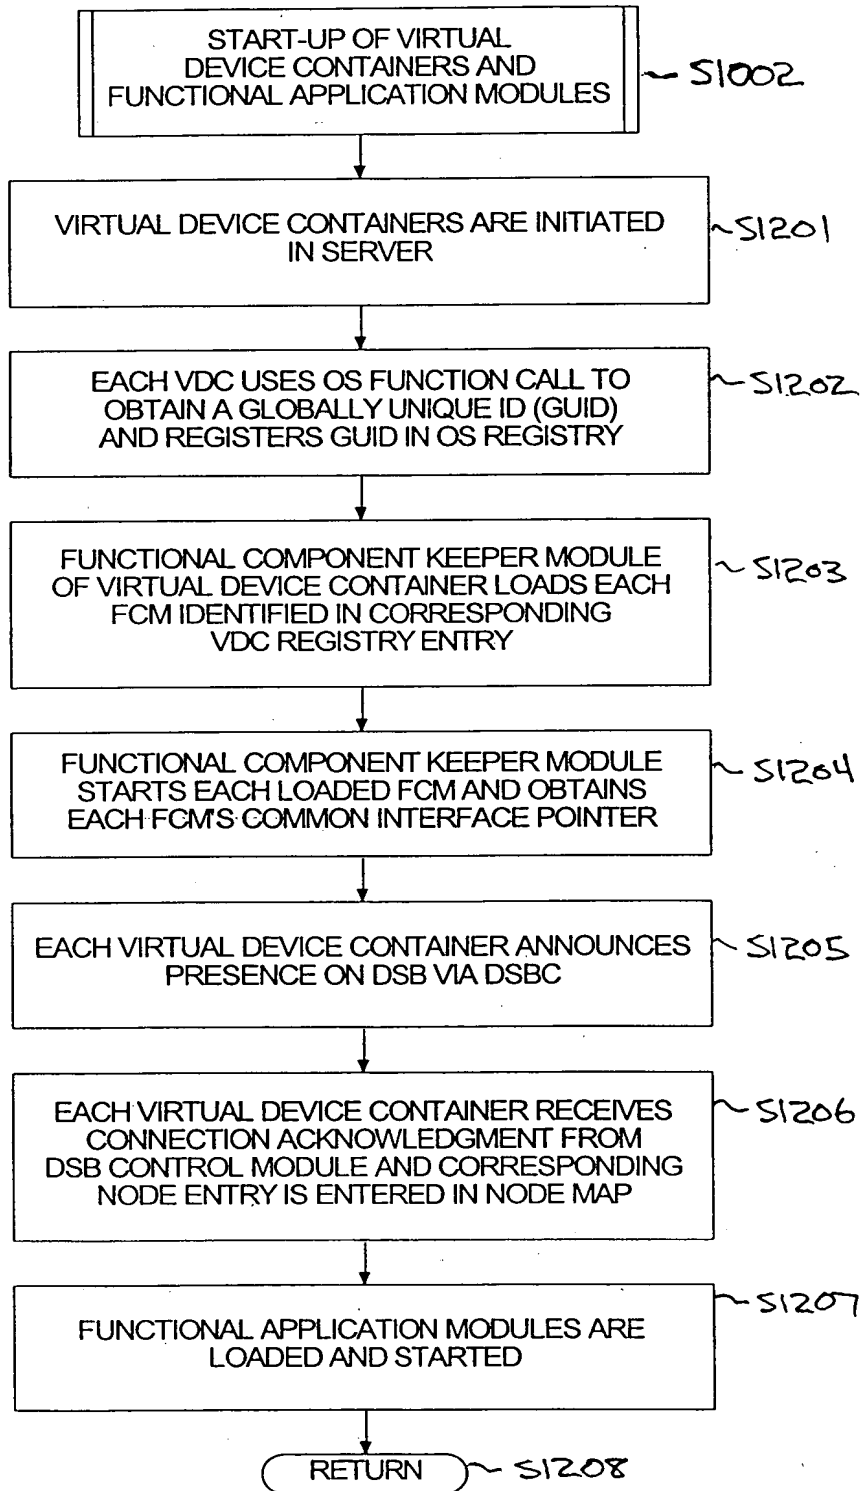 START-UP OF VIRTUAL
DEVICE CONTAINERS AND
FUNCTIONAL APPLICATION MODULES
S1002
VIRTUAL DEVICE CONTAINERS ARE INITIATED
IN SERVER
S1201
EACH VDC USES OS FUNCTION CALL TO
OBTAIN A GLOBALLY UNIQUE ID (GUID)
AND REGISTERS GUID IN OS REGISTRY
S1202
FUNCTIONAL COMPONENT KEEPER MODULE
OF VIRTUAL DEVICE CONTAINER LOADS EACH
FCM IDENTIFIED IN CORRESPONDING
VDC REGISTRY ENTRY
S1203
FUNCTIONAL COMPONENT KEEPER MODULE
STARTS EACH LOADED FCM AND OBTAINS
EACH FCM'S COMMON INTERFACE POINTER
S1204
EACH VIRTUAL DEVICE CONTAINER ANNOUNCES
PRESENCE ON DSB VIA DSBC
S1205
EACH VIRTUAL DEVICE CONTAINER RECEIVES
CONNECTION ACKNOWLEDGMENT FROM
DSB CONTROL MODULE AND CORRESPONDING
NODE ENTRY IS ENTERED IN NODE MAP
S1206
FUNCTIONAL APPLICATION MODULES ARE
LOADED AND STARTED
S1207
RETURN
S1208